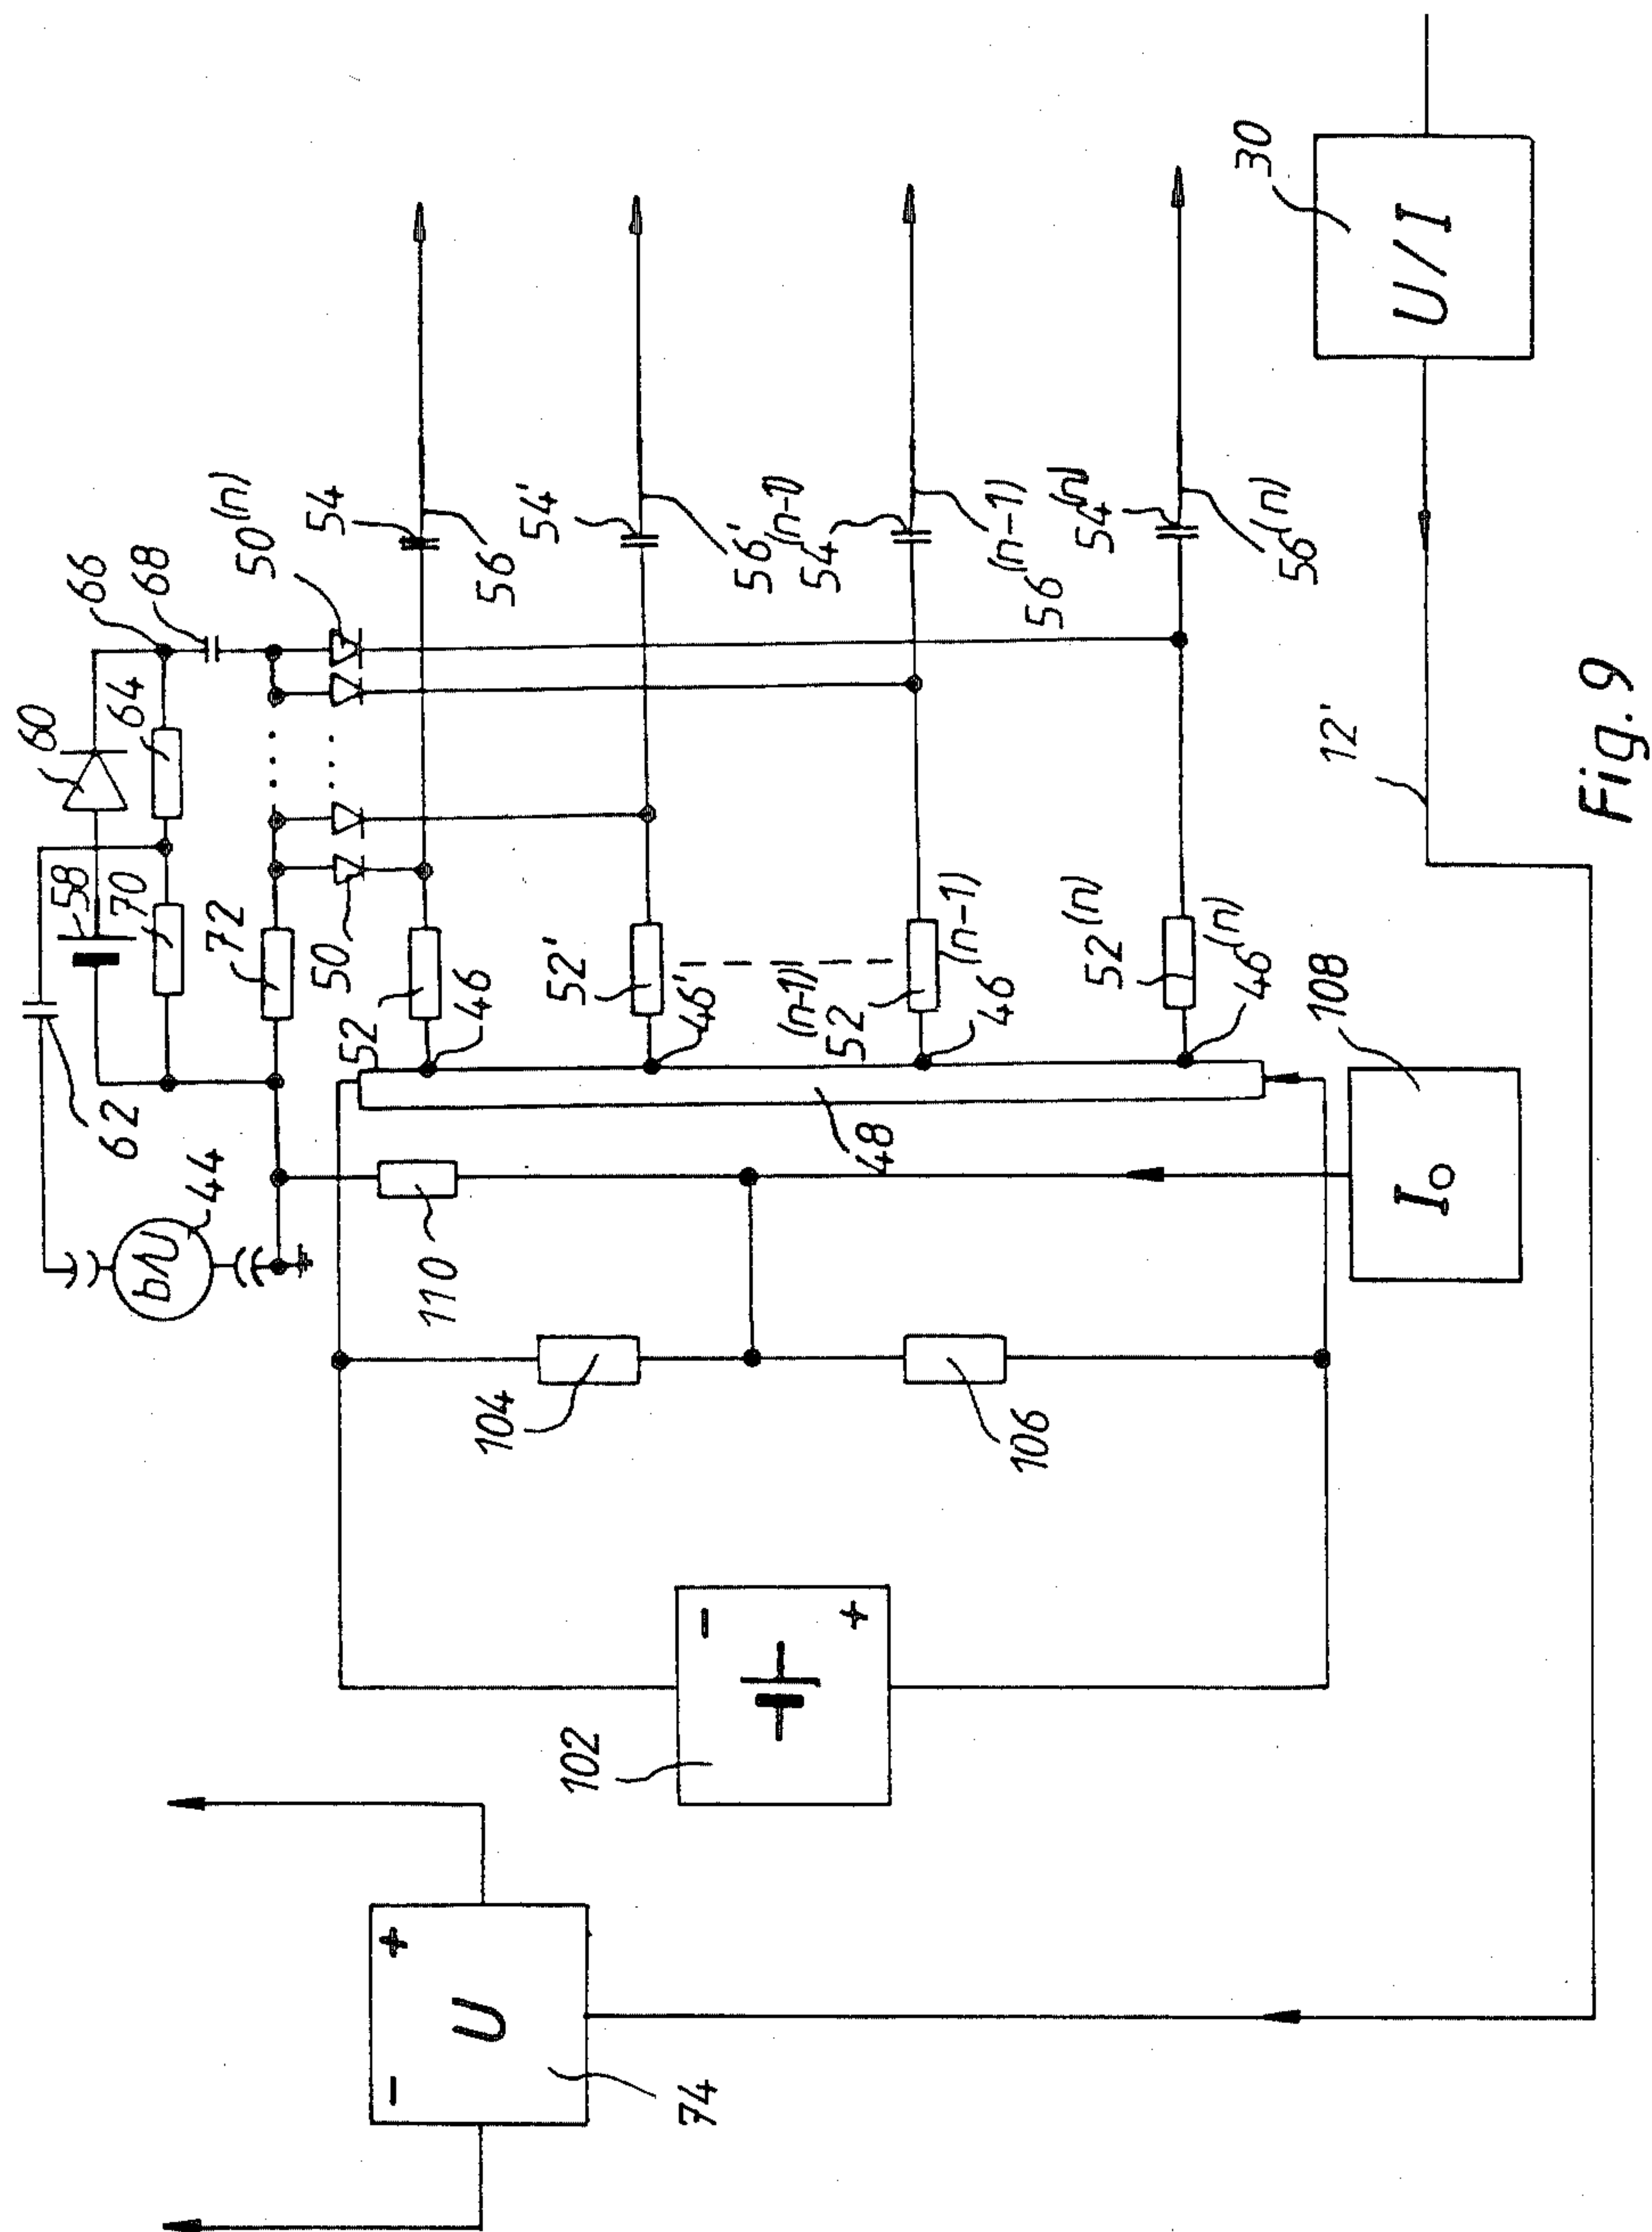 66
68
60
64
58
70
72
62
44
b/U
50
50(n)
54
56
54'
56'
54(n-1)
56(n-1)
54(n)
56(n)
52
46
52'
46'
52(n-1)
46(n-1)
52(n)
46(n)
48
110
104
106
108
I₀
102
-
+
-
+
U
74
12'
30
U/I
Fig. 9